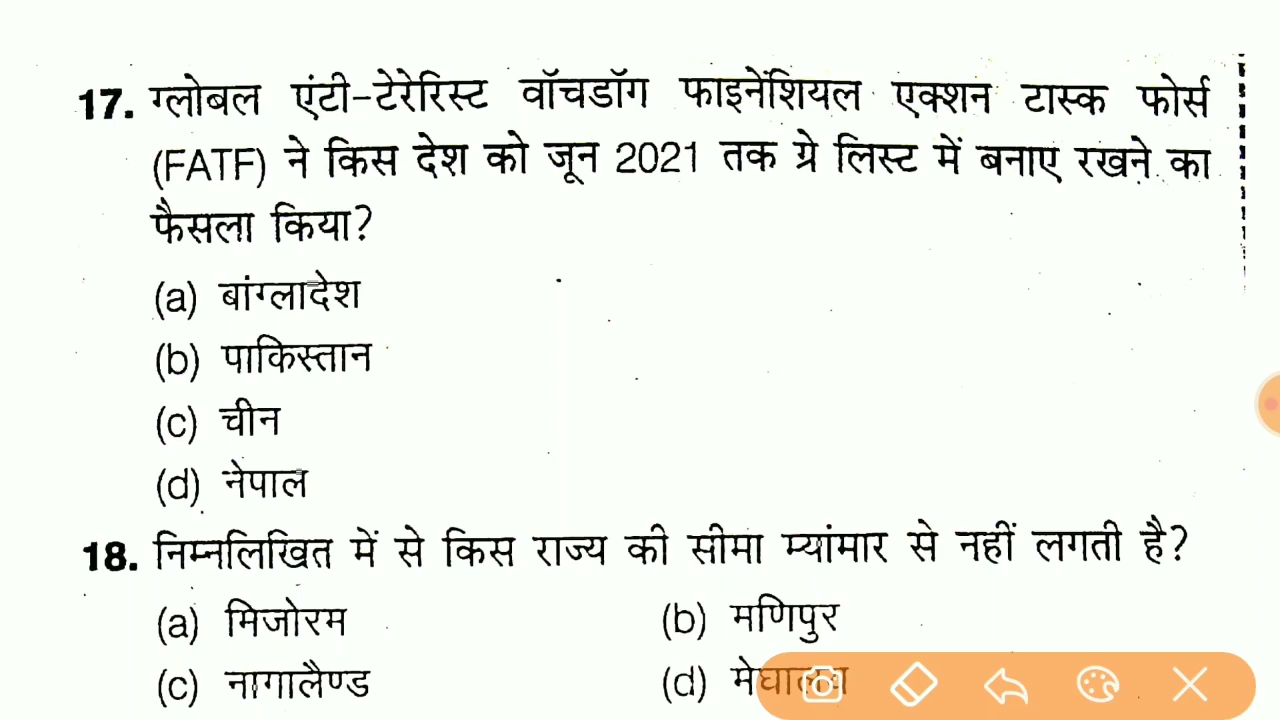 17. ग्लोबल एंटी-टेरेरिस्ट वॉचडॉग फाइनेंशियल एक्शन टास्क फोर्स
(FATF) ने किस देश को जून 2021 तक ग्रे लिस्ट में बनाए रखने का
फैसला किया?
(a) बांग्लादेश
(b) पाकिस्तान
(c) चीन
(d) नेपाल
18. निम्नलिखित में से किस राज्य की सीमा म्यांमार से नहीं लगती है?
(a) मिजोरम (b) मणिपुर
(c) नागालैण्ड (d) मेघालय